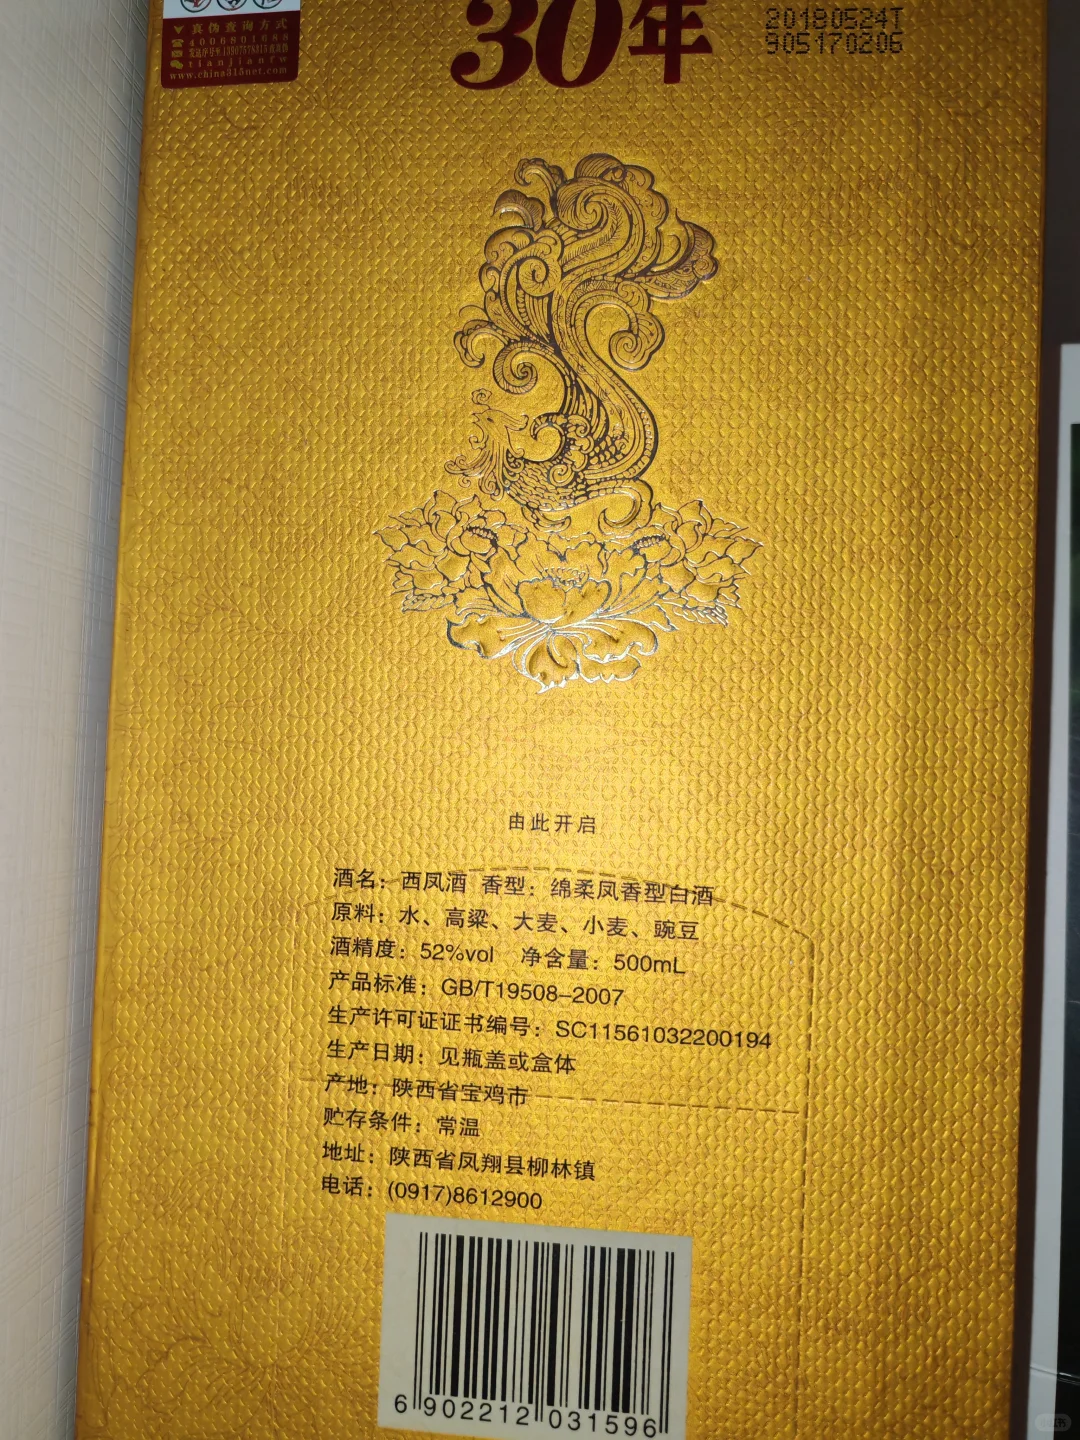 真伪查询方式
4006801688
tianjianfw
www.china315net.com
30年
20180524T
905170206
由此开启
酒名：西凤酒 香型：绵柔凤香型白酒
原料：水、高粱、大麦、小麦、豌豆
酒精度：52%vol 净含量：500mL
产品标准：GB/T19508-2007
生产许可证证书编号：SC11561032200194
生产日期：见瓶盖或盒体
产地：陕西省宝鸡市
贮存条件：常温
地址：陕西省凤翔县柳林镇
电话：(0917)8612900
6 902212 031596